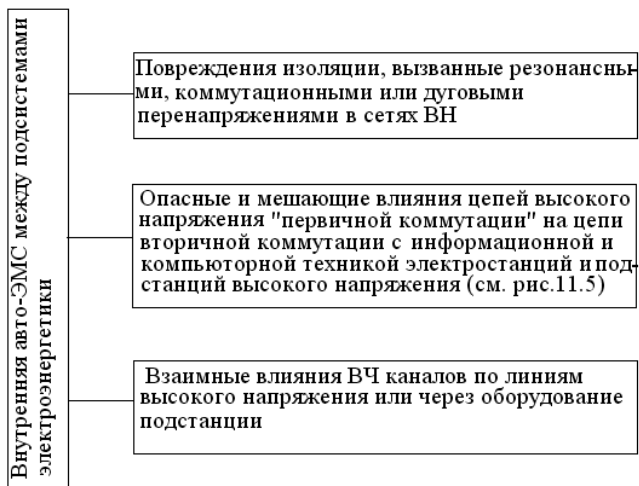 Внутренняя авто-ЭМС между подсистемами
электроэнергетики
Повреждения изоляции, вызванные резонансны-
ми, коммутационными или дуговыми
перенапряжениями в сетях ВН
Опасные и мешающие влияния цепей высокого
напряжения "первичной коммутации" на цепи
вторичной коммутации с информационной и
компьюторной техникой электростанций и под-
станций высокого напряжения (см. рис.11.5)
Взаимные влияния ВЧ каналов по линиям
высокого напряжения или через оборудование
подстанции